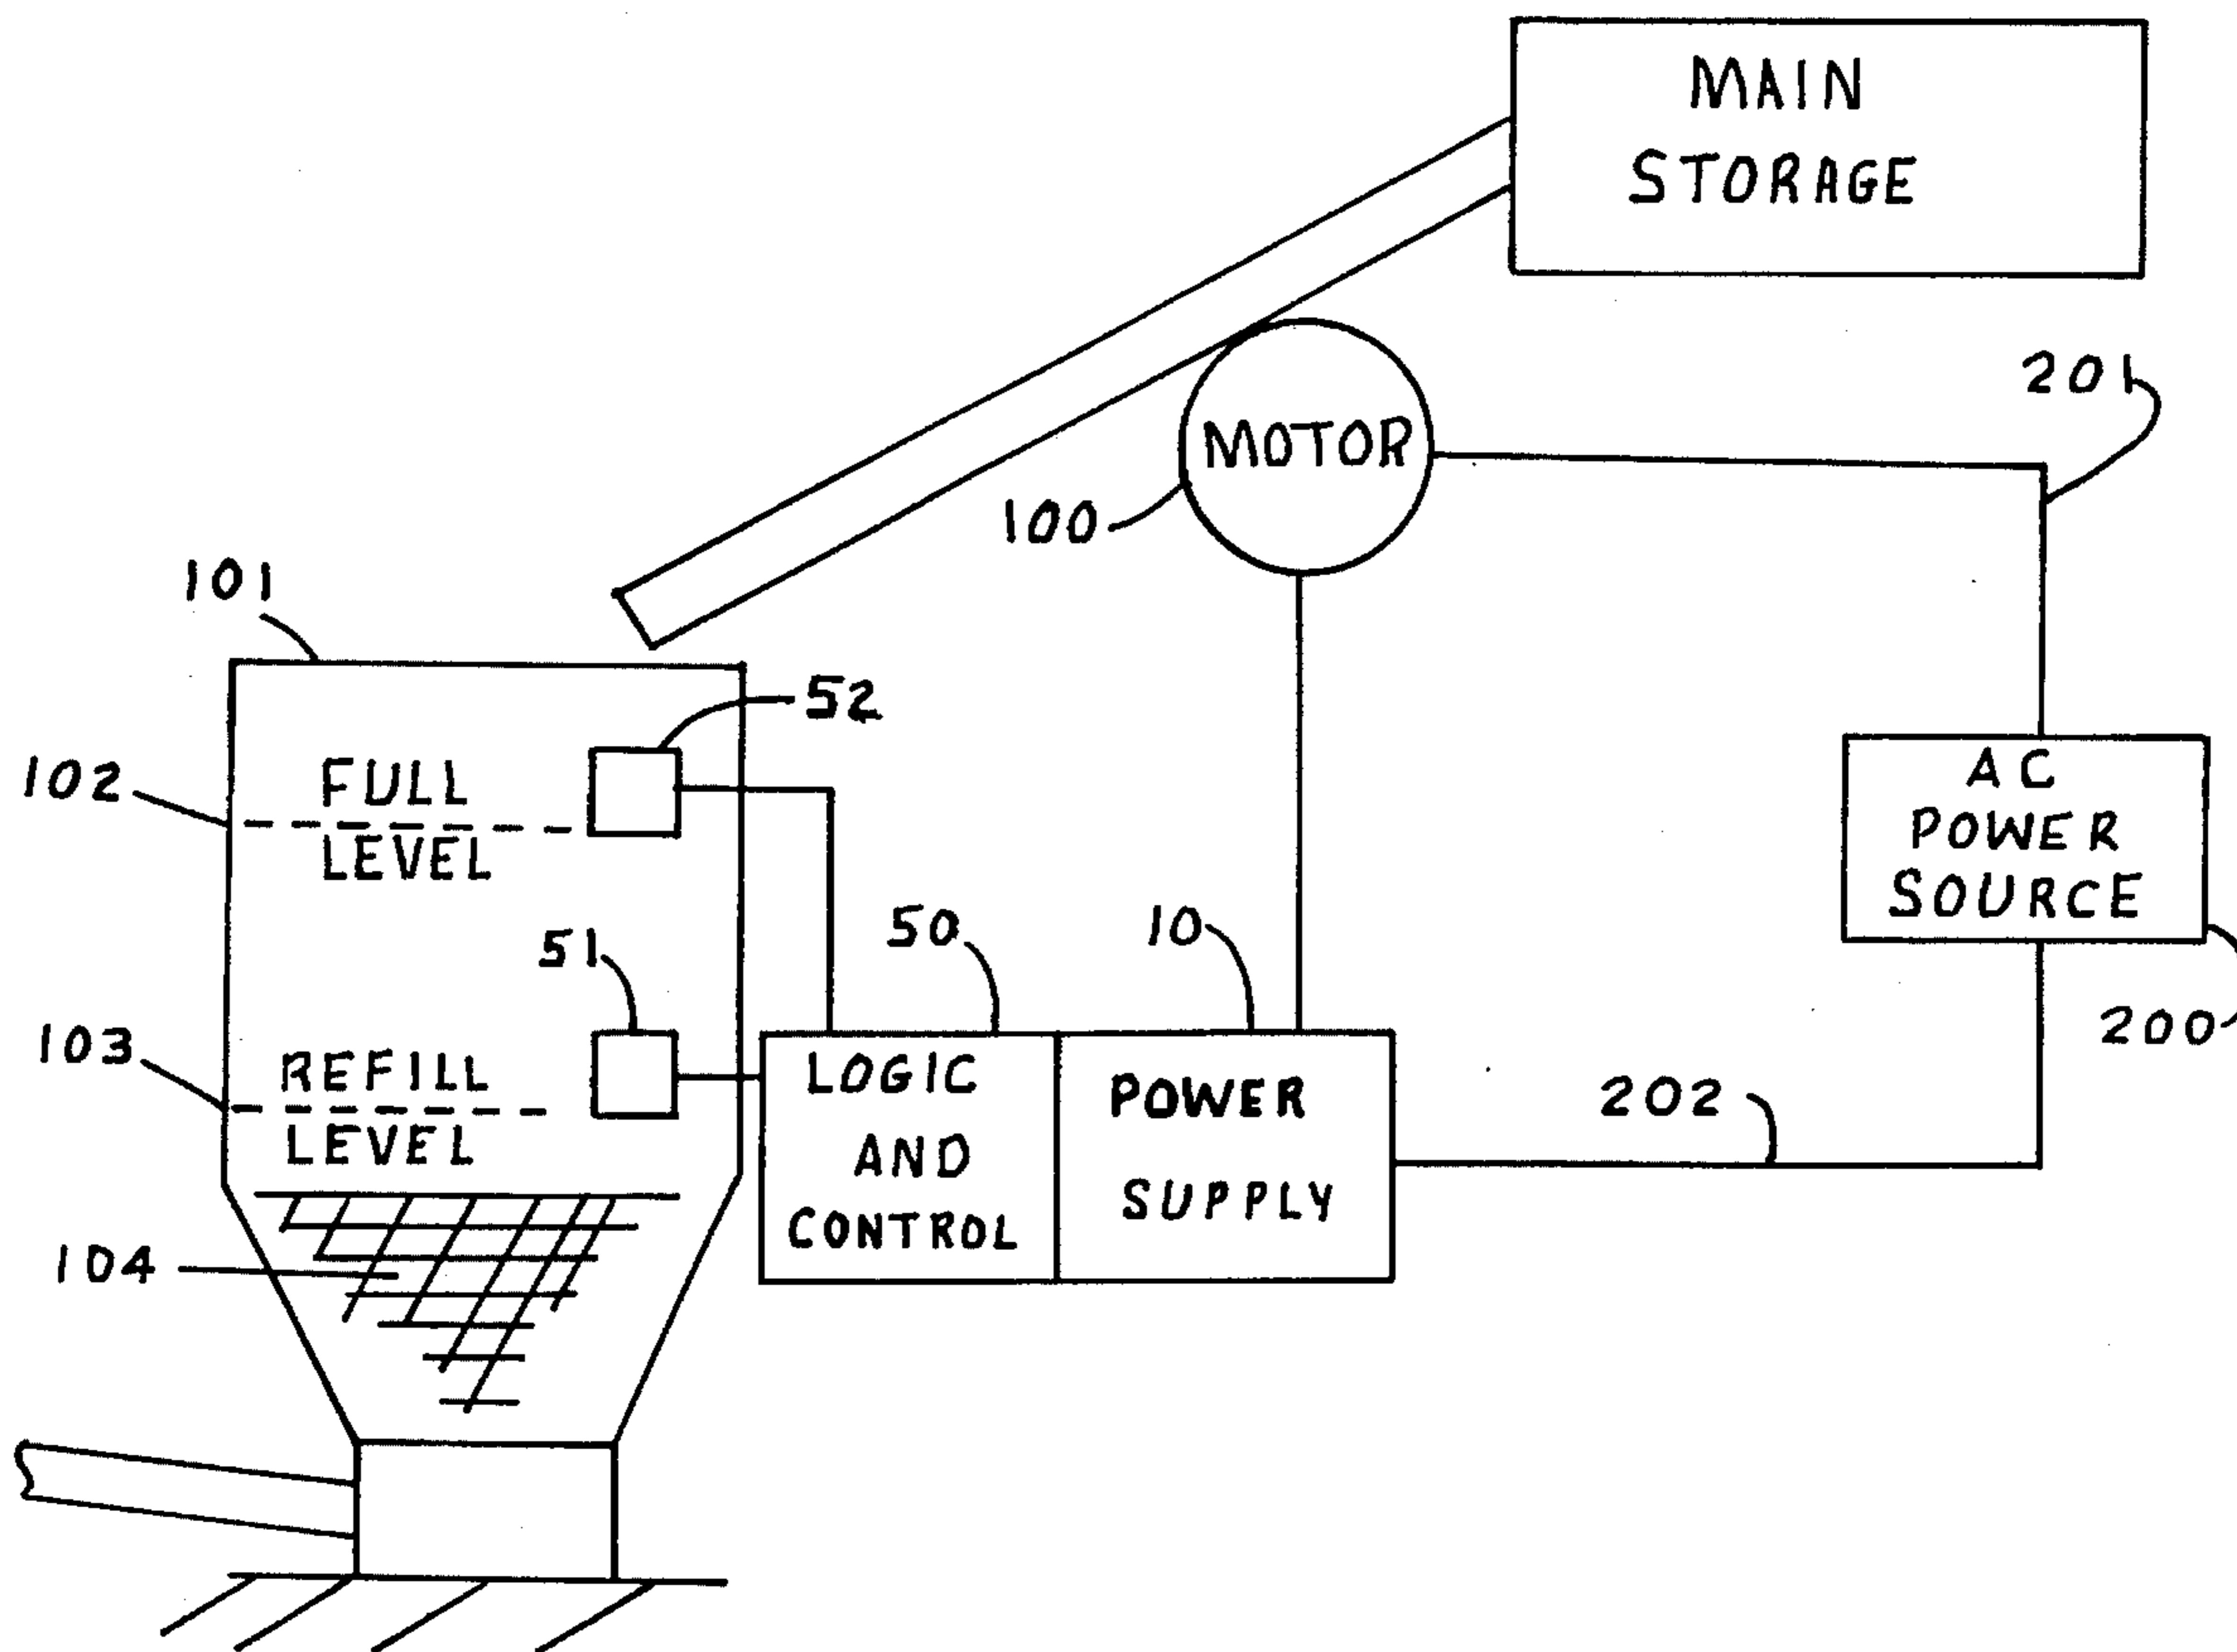 MAIN
STORAGE
201
MOTOR
100
101
52
102
FULL
LEVEL
AC
POWER
SOURCE
200
51
50
10
103
REFILL
LEVEL
LOGIC
AND
CONTROL
POWER
SUPPLY
202
104